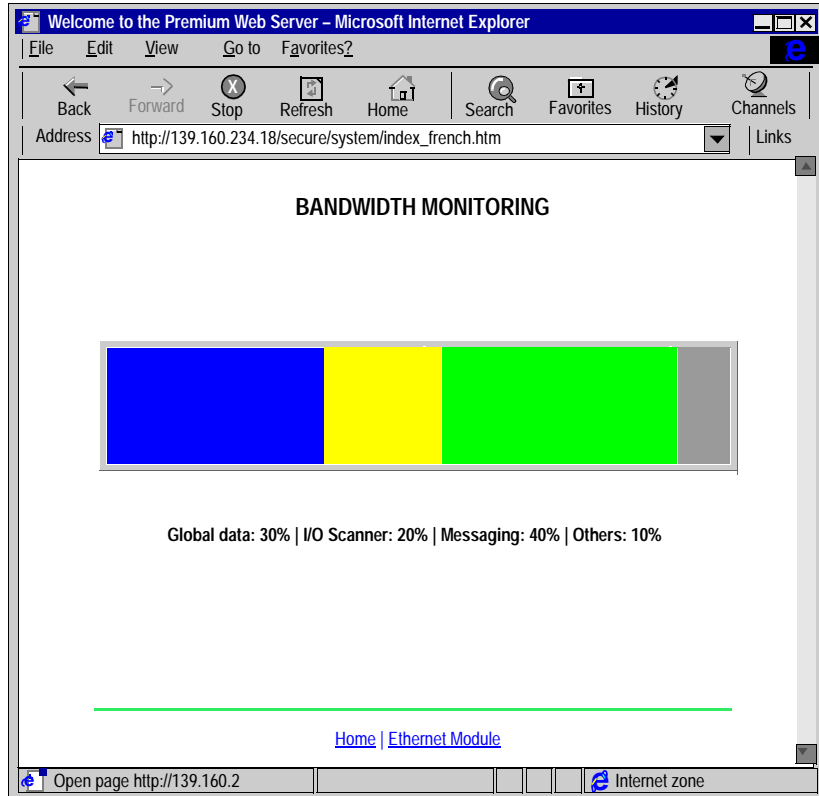 Welcome to the Premium Web Server – Microsoft Internet Explorer
File Edit View Go to Favorites?
Back Forward Stop Refresh Home Search Favorites History Channels
Address http://139.160.234.18/secure/system/index_french.htm Links
BANDWIDTH MONITORING
Global data: 30% | I/O Scanner: 20% | Messaging: 40% | Others: 10%
Home | Ethernet Module
Open page http://139.160.2 Internet zone